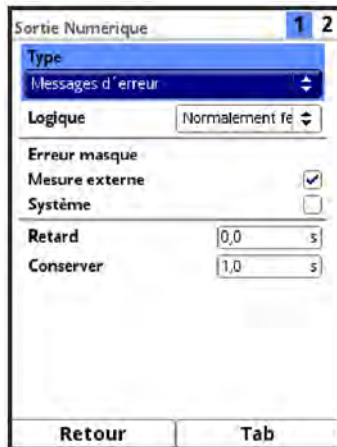 Sortie Numerique 1 2
Type
Messages d´erreur
Logique Normalement fe
Erreur masque
Mesure externe
Système
Retard 0,0 s
Conserver 1,0 s
Retour Tab